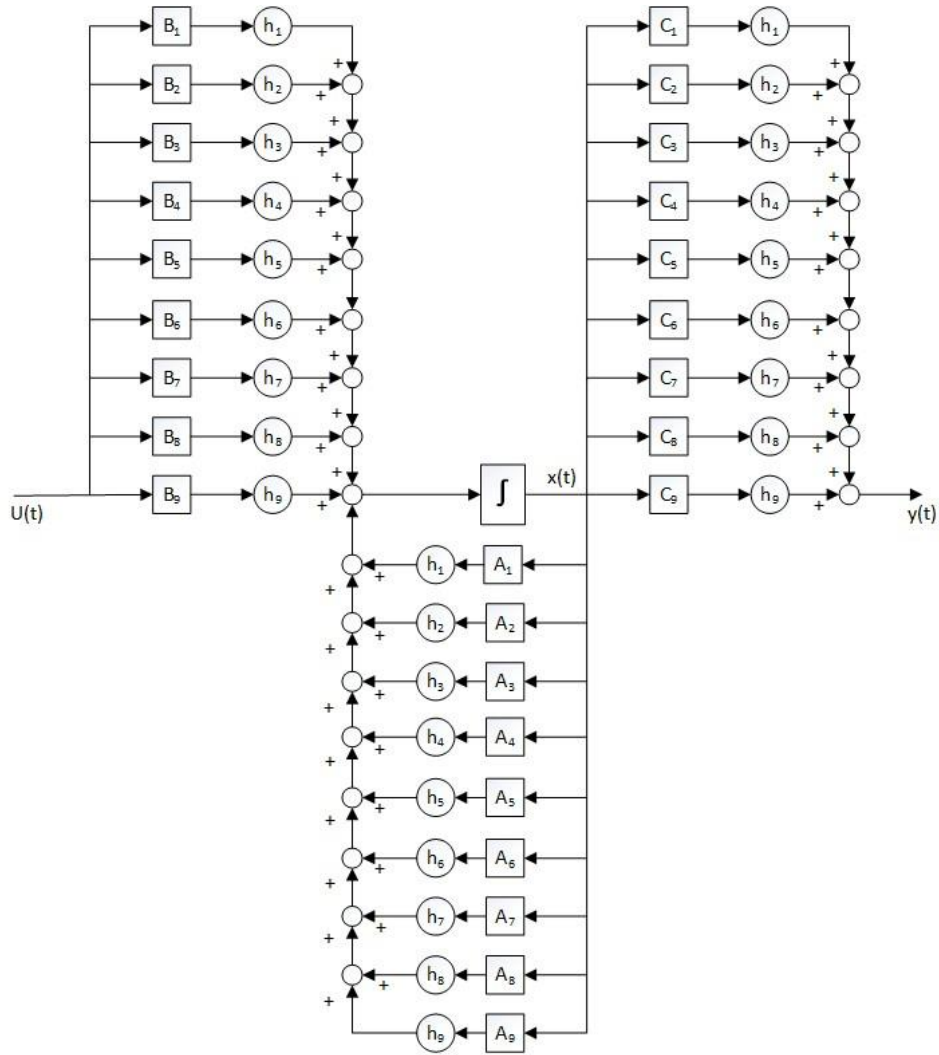 B₁ h₁ C₁ h₁
+ +
B₂ h₂ + C₂ h₂ +
+ +
B₃ h₃ + C₃ h₃ +
+ +
B₄ h₄ + C₄ h₄ +
+ +
B₅ h₅ + C₅ h₅ +
B₆ h₆ + C₆ h₆ +
+ +
B₇ h₇ + C₇ h₇ +
+ +
B₈ h₈ + C₈ h₈ +
+ x(t) +
B₉ h₉ + ∫ C₉ h₉ +
U(t) y(t)
h₁ A₁
+ +
h₂ A₂
+ +
h₃ A₃
+ +
h₄ A₄
+ +
h₅ A₅
+ +
h₆ A₆
+ +
h₇ A₇
+ +
h₈ A₈
+ +
h₉ A₉